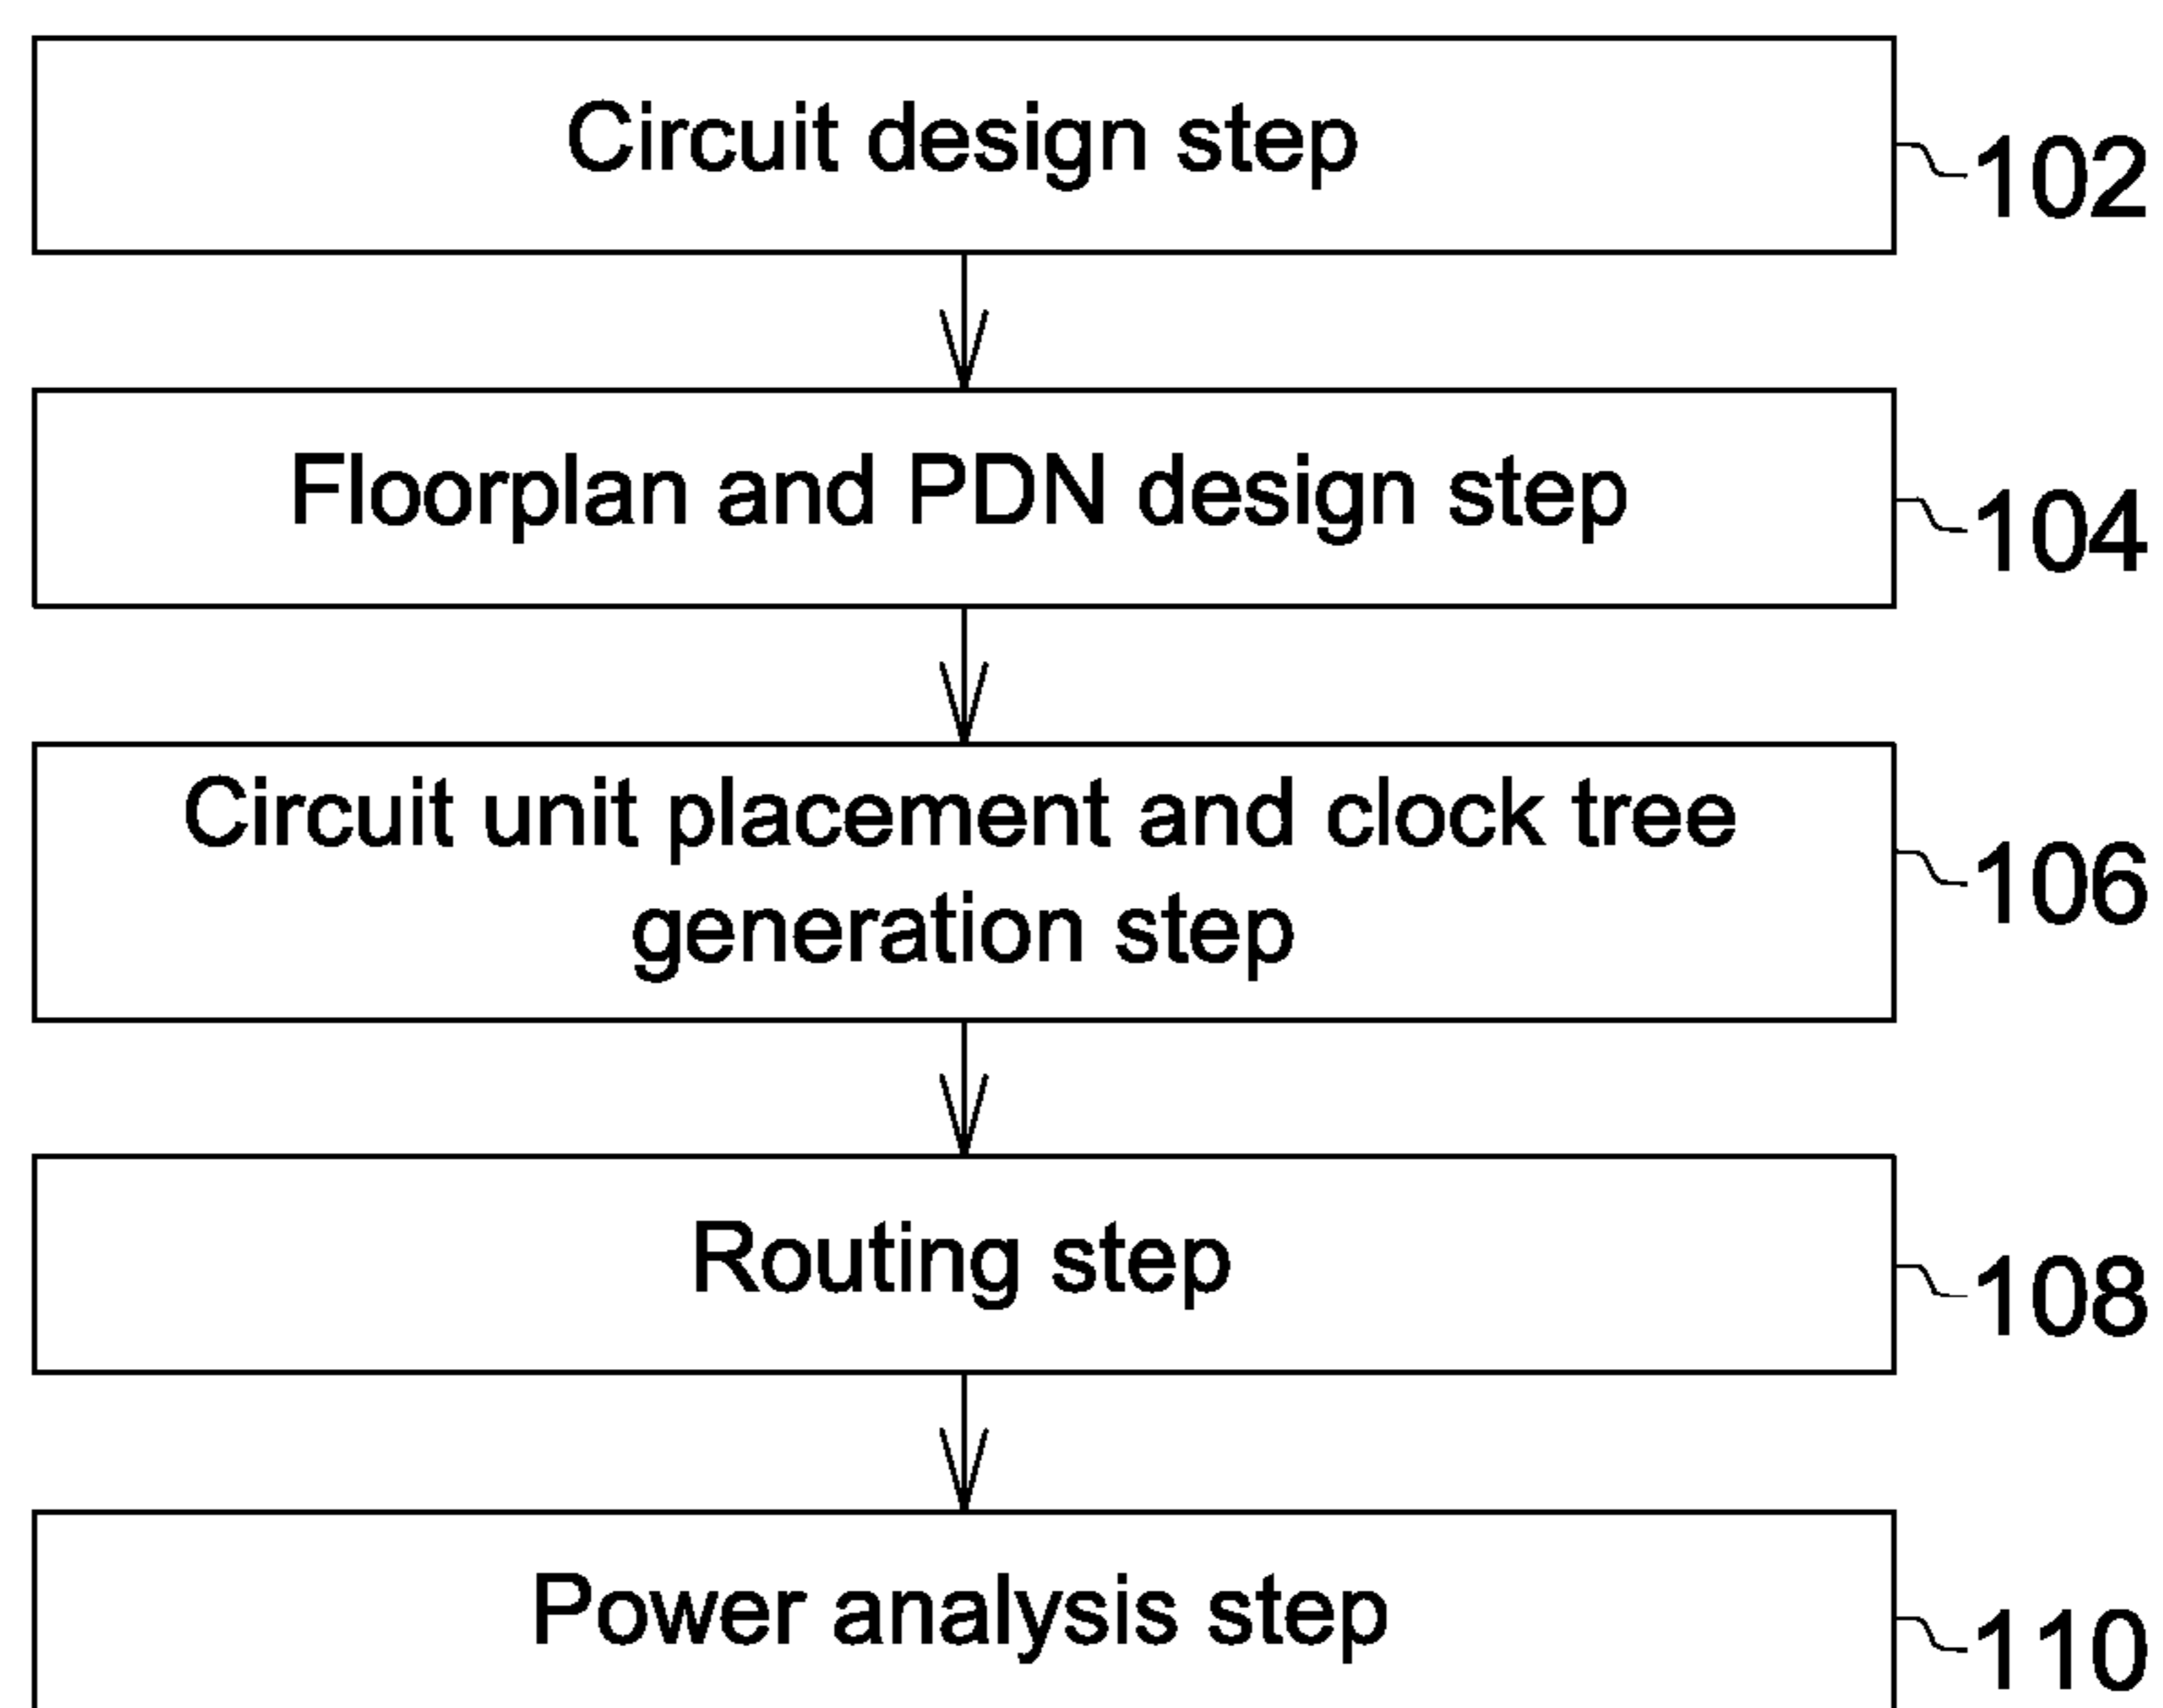 Circuit design step
102
Floorplan and PDN design step
104
Circuit unit placement and clock tree
generation step
106
Routing step
108
Power analysis step
110